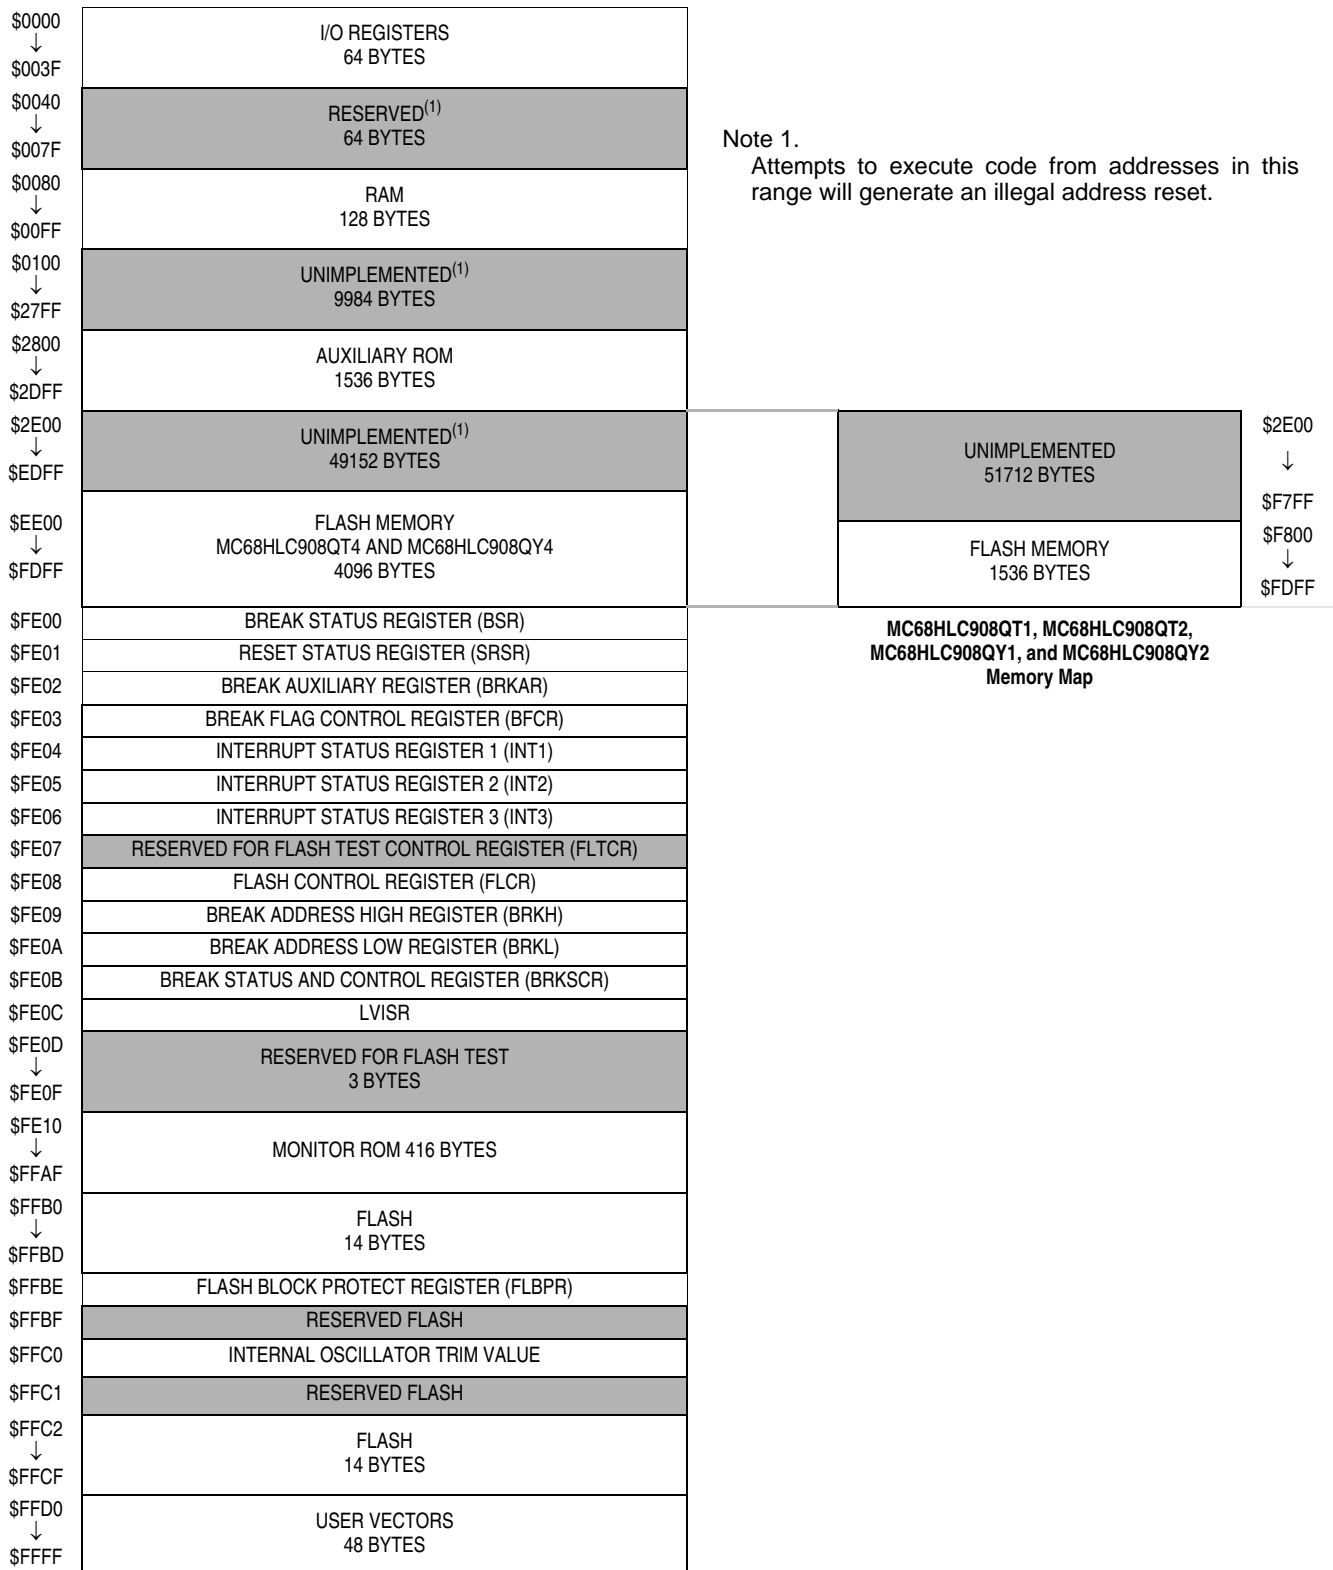 $0000
↓
$003F
I/O REGISTERS
64 BYTES
$0040
↓
$007F
RESERVED(1)
64 BYTES
Note 1.
Attempts to execute code from addresses in this
range will generate an illegal address reset.
$0080
↓
$00FF
RAM
128 BYTES
$0100
↓
$27FF
UNIMPLEMENTED(1)
9984 BYTES
$2800
↓
$2DFF
AUXILIARY ROM
1536 BYTES
$2E00
↓
$EDFF
UNIMPLEMENTED(1)
49152 BYTES
UNIMPLEMENTED
51712 BYTES
$2E00
↓
$F7FF
$EE00
↓
$FDFF
FLASH MEMORY
MC68HLC908QT4 AND MC68HLC908QY4
4096 BYTES
FLASH MEMORY
1536 BYTES
$F800
↓
$FDFF
MC68HLC908QT1, MC68HLC908QT2,
MC68HLC908QY1, and MC68HLC908QY2
Memory Map
$FE00 BREAK STATUS REGISTER (BSR)
$FE01 RESET STATUS REGISTER (SRSR)
$FE02 BREAK AUXILIARY REGISTER (BRKAR)
$FE03 BREAK FLAG CONTROL REGISTER (BFCR)
$FE04 INTERRUPT STATUS REGISTER 1 (INT1)
$FE05 INTERRUPT STATUS REGISTER 2 (INT2)
$FE06 INTERRUPT STATUS REGISTER 3 (INT3)
$FE07 RESERVED FOR FLASH TEST CONTROL REGISTER (FLTCR)
$FE08 FLASH CONTROL REGISTER (FLCR)
$FE09 BREAK ADDRESS HIGH REGISTER (BRKH)
$FE0A BREAK ADDRESS LOW REGISTER (BRKL)
$FE0B BREAK STATUS AND CONTROL REGISTER (BRKSCR)
$FE0C LVISR
$FE0D
↓
$FE0F
RESERVED FOR FLASH TEST
3 BYTES
$FE10
↓
$FFAF
MONITOR ROM 416 BYTES
$FFB0
↓
$FFBD
FLASH
14 BYTES
$FFBE FLASH BLOCK PROTECT REGISTER (FLBPR)
$FFBF RESERVED FLASH
$FFC0 INTERNAL OSCILLATOR TRIM VALUE
$FFC1 RESERVED FLASH
$FFC2
↓
$FFCF
FLASH
14 BYTES
$FFD0
↓
$FFFF
USER VECTORS
48 BYTES